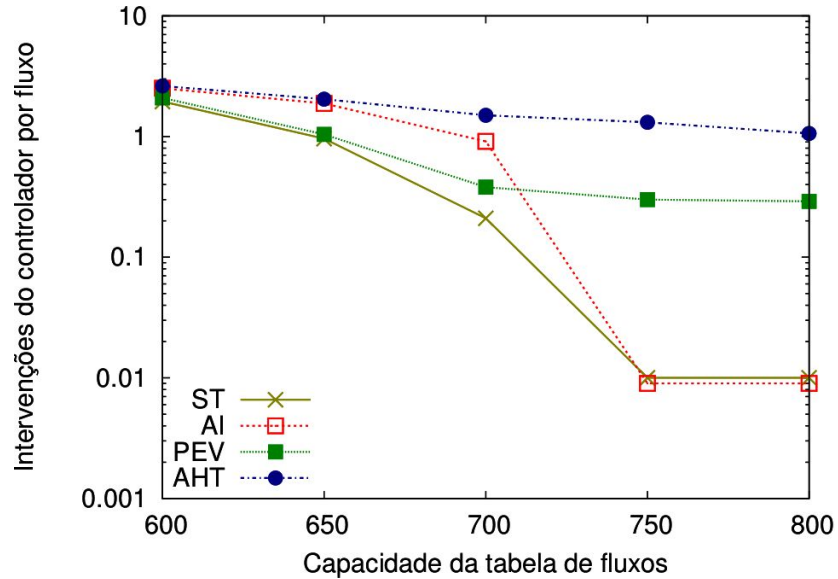 Intervenções do controlador por fluxo
10
1
0.1
0.01
0.001
ST
AI
PEV
AHT
600 650 700 750 800
Capacidade da tabela de fluxos